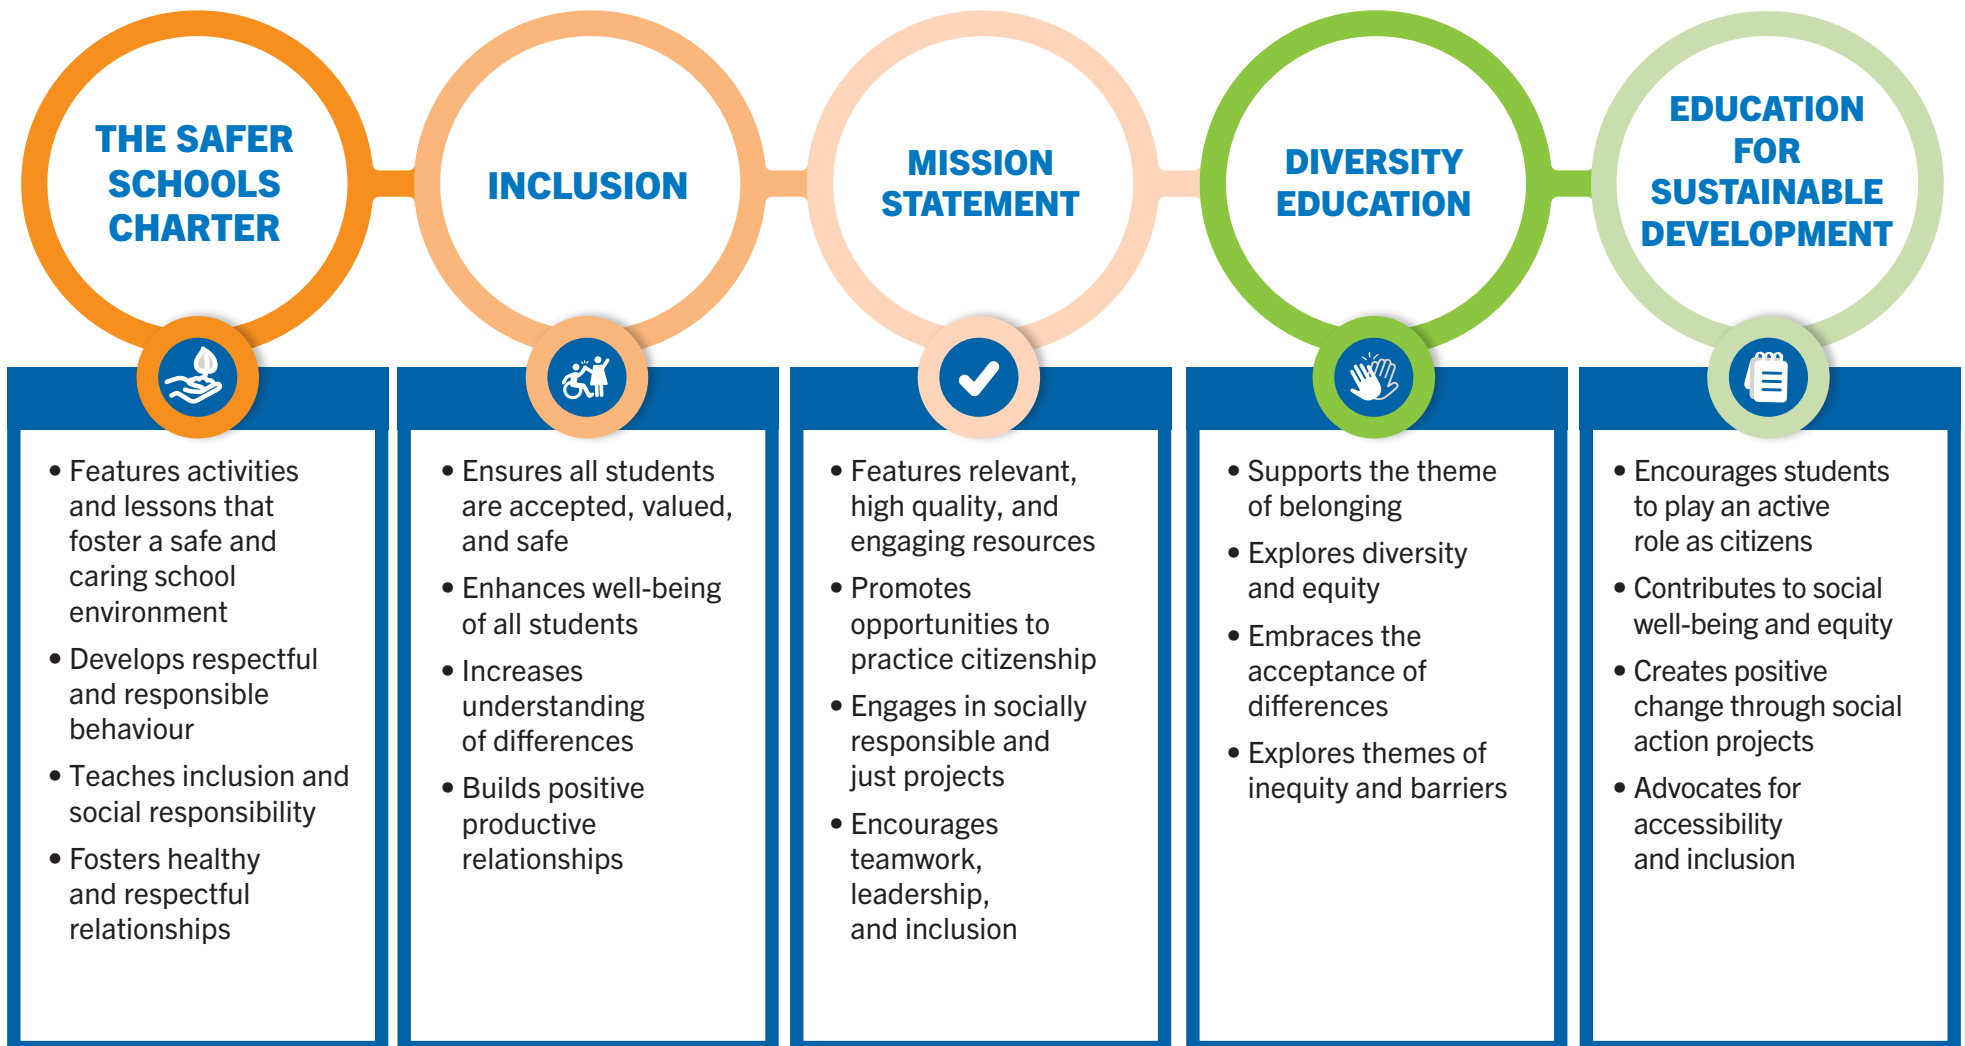 THE SAFER
SCHOOLS
CHARTER
• Features activities
and lessons that
foster a safe and
caring school
environment
• Develops respectful
and responsible
behaviour
• Teaches inclusion and
social responsibility
• Fosters healthy
and respectful
relationships
INCLUSION
• Ensures all students
are accepted, valued,
and safe
• Enhances well-being
of all students
• Increases
understanding
of differences
• Builds positive
productive
relationships
MISSION
STATEMENT
• Features relevant,
high quality, and
engaging resources
• Promotes
opportunities to
practice citizenship
• Engages in socially
responsible and
just projects
• Encourages
teamwork,
leadership,
and inclusion
DIVERSITY
EDUCATION
• Supports the theme
of belonging
• Explores diversity
and equity
• Embraces the
acceptance of
differences
• Explores themes of
inequity and barriers
EDUCATION
FOR
SUSTAINABLE
DEVELOPMENT
• Encourages students
to play an active
role as citizens
• Contributes to social
well-being and equity
• Creates positive
change through social
action projects
• Advocates for
accessibility
and inclusion